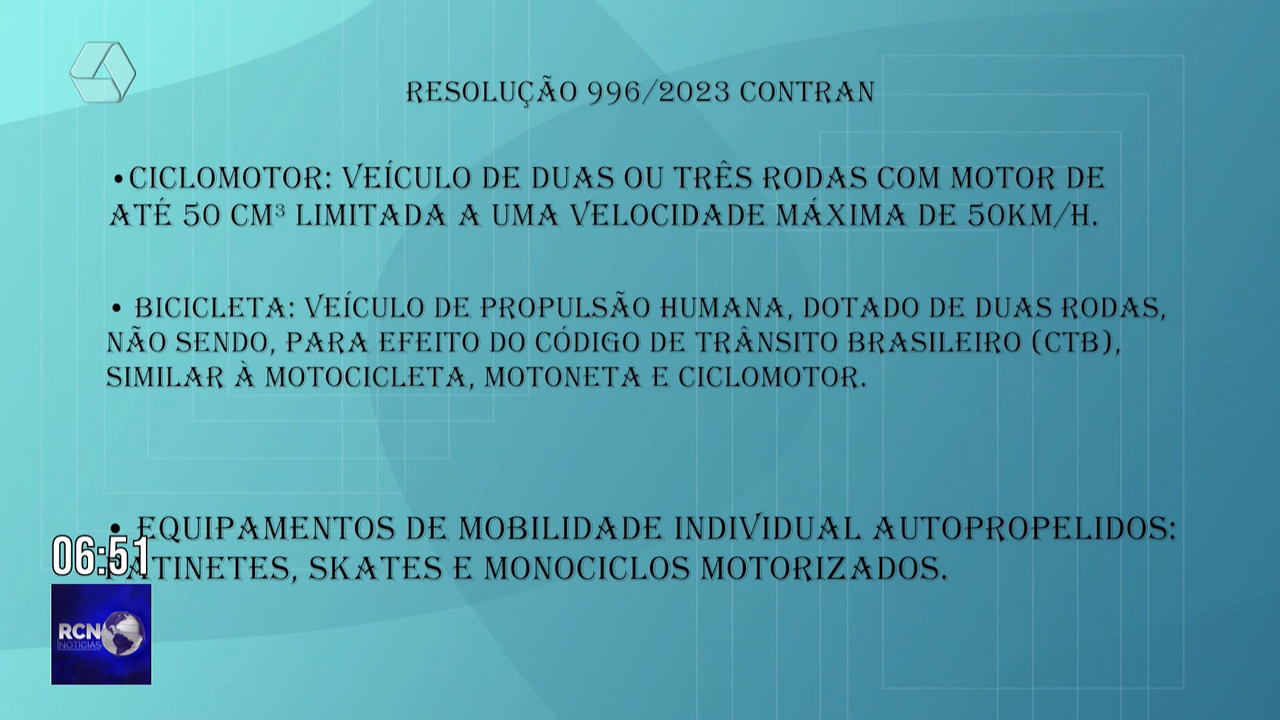 RESOLUÇÃO 996/2023 CONTRAN
•CICLOMOTOR: VEÍCULO DE DUAS OU TRÊS RODAS COM MOTOR DE
ATÉ 50 CM³ LIMITADA A UMA VELOCIDADE MÁXIMA DE 50KM/H.
• BICICLETA: VEÍCULO DE PROPULSÃO HUMANA, DOTADO DE DUAS RODAS,
NÃO SENDO, PARA EFEITO DO CÓDIGO DE TRÂNSITO BRASILEIRO (CTB),
SIMILAR À MOTOCICLETA, MOTONETA E CICLOMOTOR.
• EQUIPAMENTOS DE MOBILIDADE INDIVIDUAL AUTOPROPELIDOS:
PATINETES, SKATES E MONOCICLOS MOTORIZADOS.
06:51
RCN
NOTÍCIAS